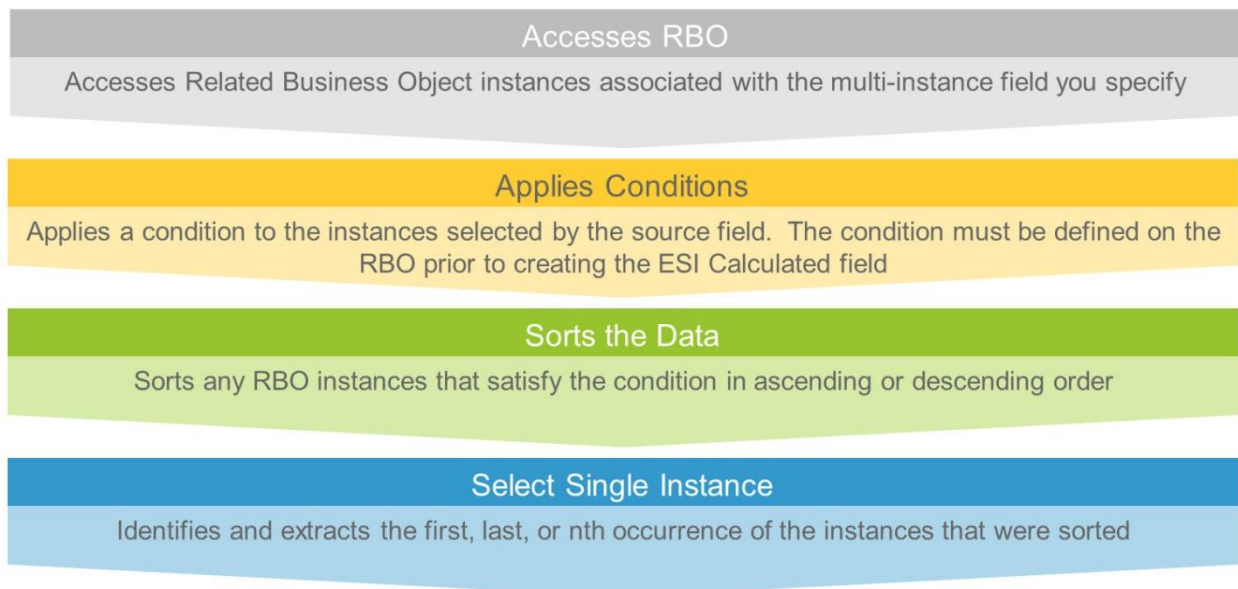 Accesses RBO
Accesses Related Business Object instances associated with the multi-instance field you specify
Applies Conditions
Applies a condition to the instances selected by the source field.  The condition must be defined on the
RBO prior to creating the ESI Calculated field
Sorts the Data
Sorts any RBO instances that satisfy the condition in ascending or descending order
Select Single Instance
Identifies and extracts the first, last, or nth occurrence of the instances that were sorted